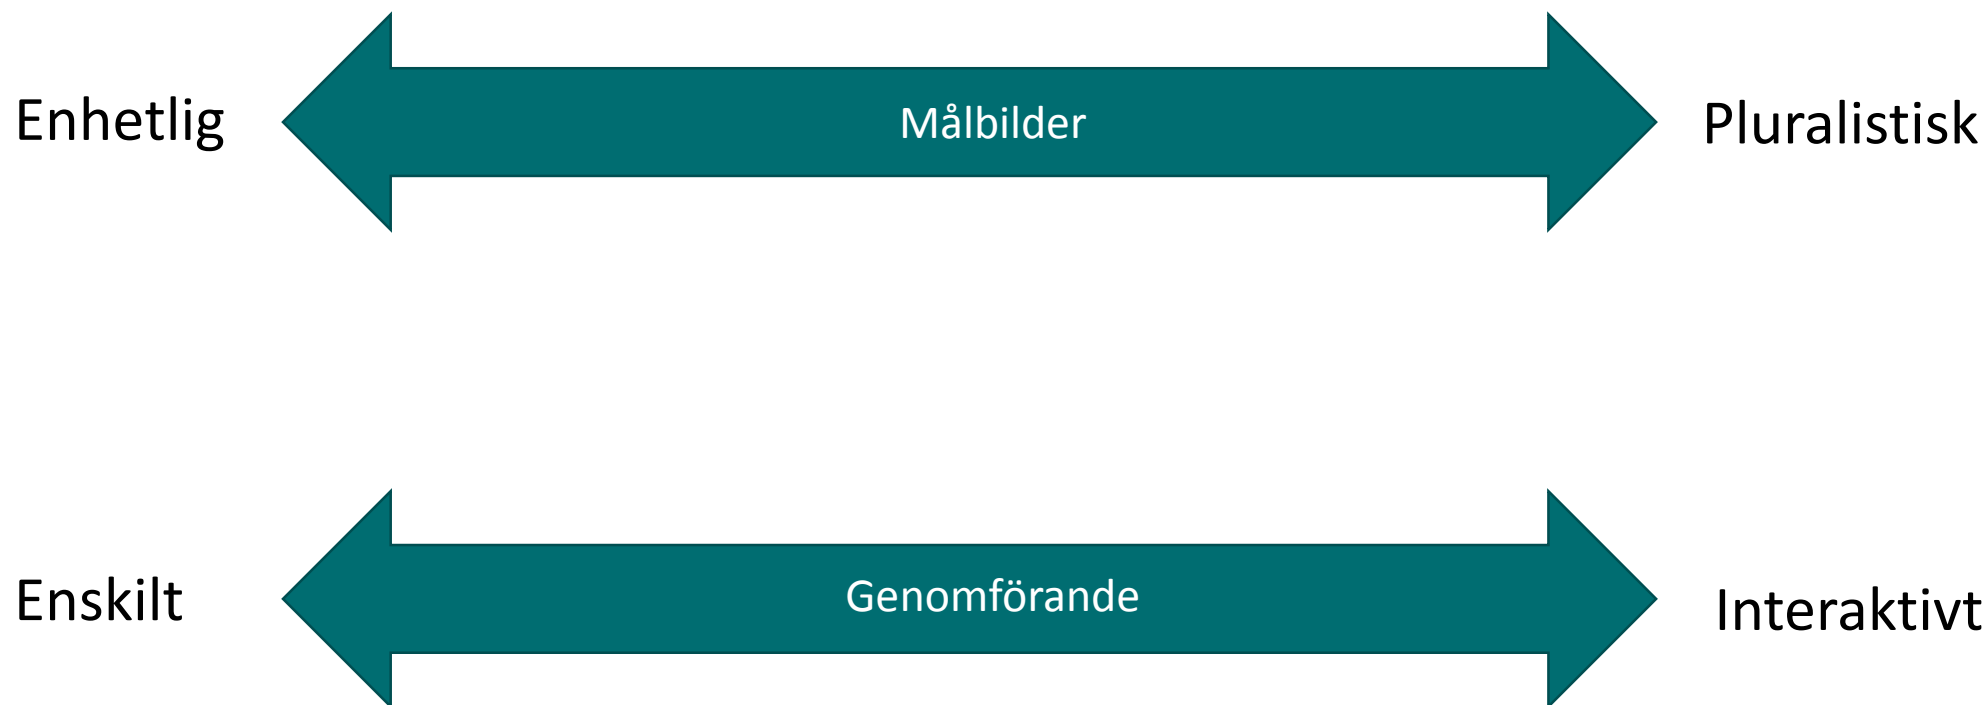 Enhetlig
Målbilder
Pluralistisk
Enskilt
Genomförande
Interaktivt